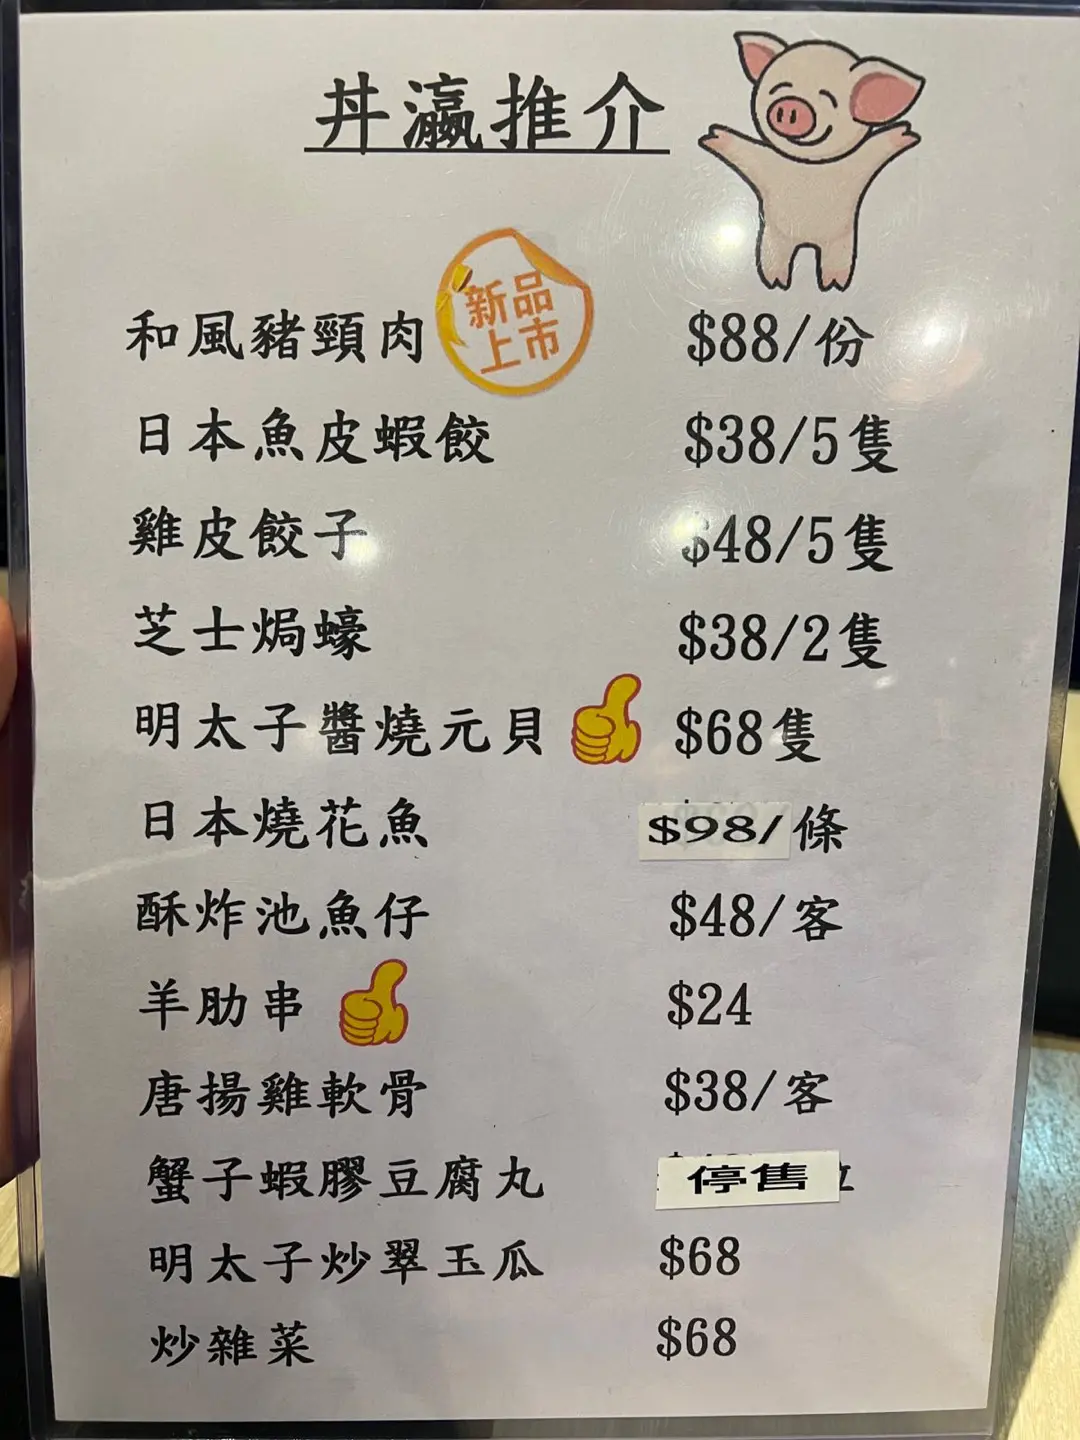 丼瀛推介
新品
上市
和風豬頸肉 $88/份
日本魚皮蝦餃 $38/5隻
雞皮餃子 $48/5隻
芝士焗蠔 $38/2隻
明太子醬燒元貝 $68隻
日本燒花魚 $98/條
酥炸池魚仔 $48/客
羊肋串 $24
唐揚雞軟骨 $38/客
蟹子蝦膠豆腐丸 停售
明太子炒翠玉瓜 $68
炒雜菜 $68